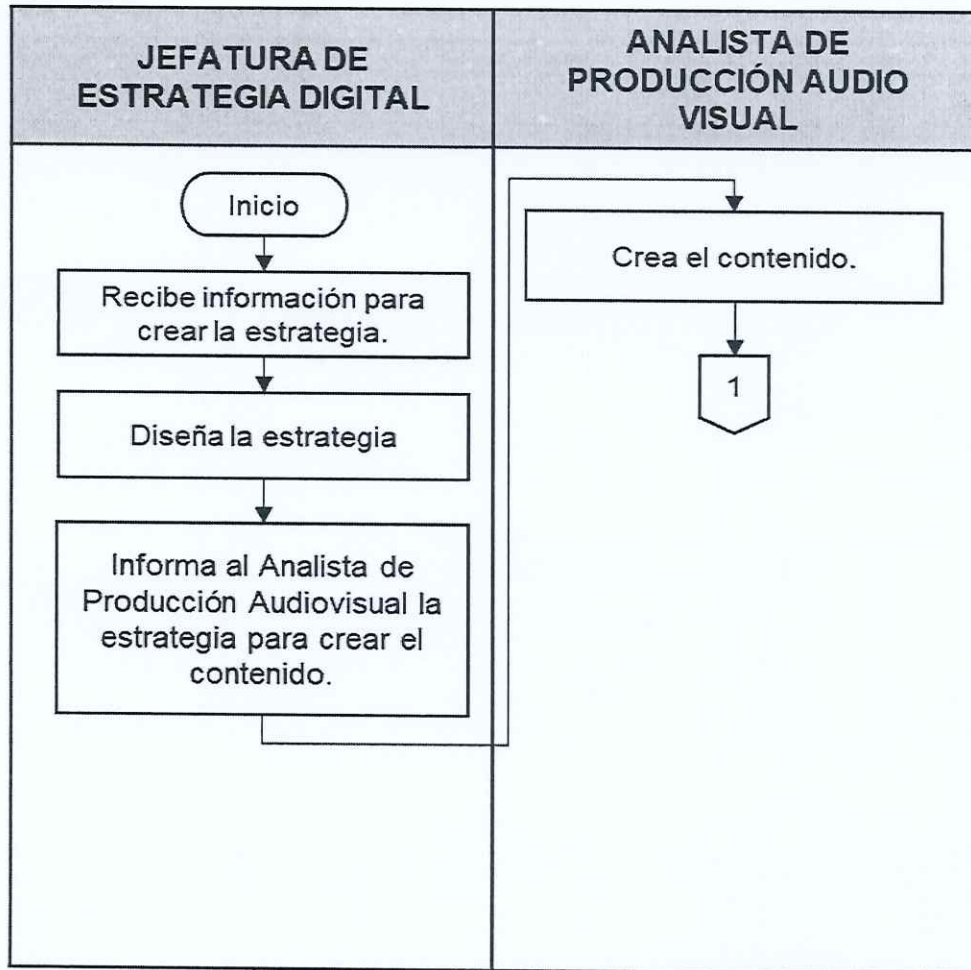 JEFATURA DE
ESTRATEGIA DIGITAL
ANALISTA DE
PRODUCCIÓN AUDIO
VISUAL
Inicio
Recibe información para
crear la estrategia.
Diseña la estrategia
Informa al Analista de
Producción Audiovisual la
estrategia para crear el
contenido.
Crea el contenido.
1